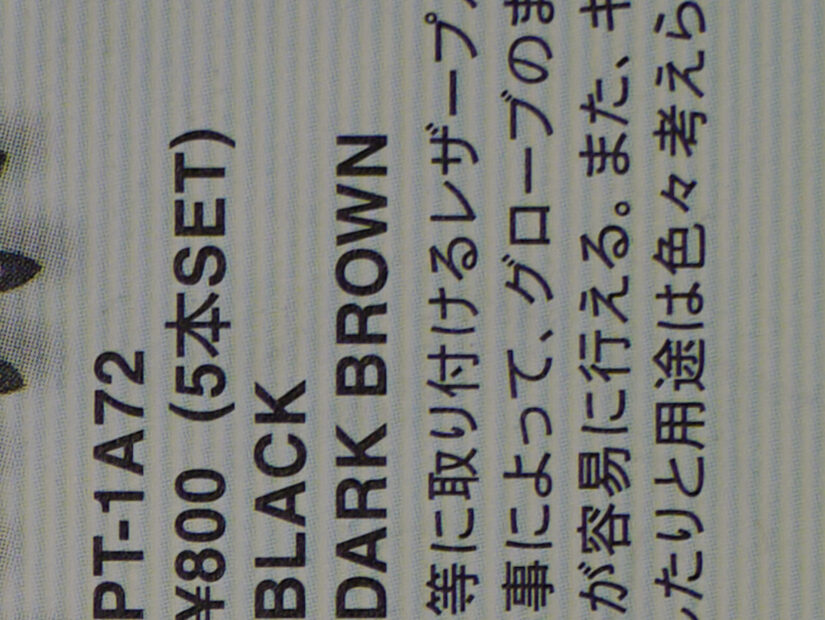 PT-1A72
¥800 (5本SET)
BLACK
DARK BROWN
等に取り付けるレザープ
事によって、グローブのま
が容易に行える。また、キ
たりと用途は色々考えら